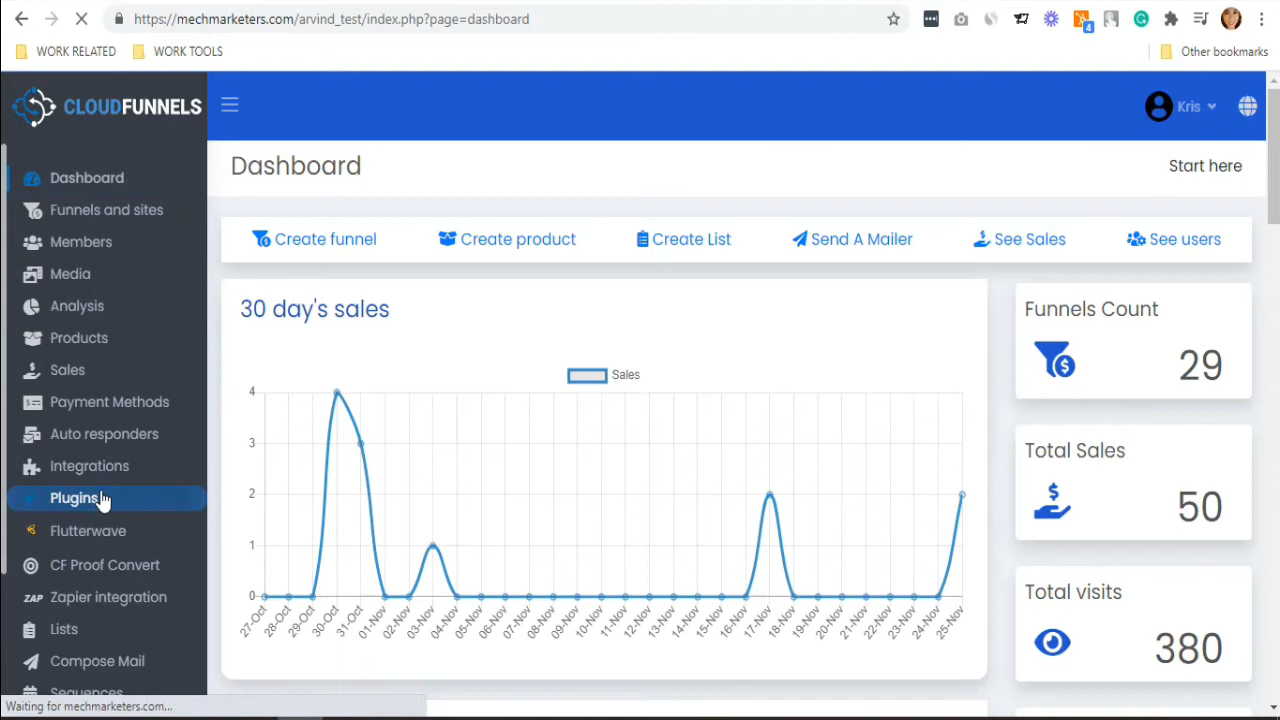 https://mechmarketers.com/arvind_test/index.php?page=dashboard
4
WORK RELATED
WORK TOOLS
Other bookmarks
CLOUDFUNNELS
Kris
Dashboard
Funnels and sites
Members
Media
Analysis
Products
Sales
Payment Methods
Auto responders
Integrations
Plugins
Flutterwave
CF Proof Convert
ZAP Zapier integration
Lists
Compose Mail
Sequences
Dashboard
Start here
Create funnel
Create product
Create List
Send A Mailer
See Sales
See users
30 day's sales
Sales
4
3
2
1
0
27-Oct
28-Oct
29-Oct
30-Oct
31-Oct
01-Nov
02-Nov
03-Nov
04-Nov
05-Nov
06-Nov
07-Nov
08-Nov
09-Nov
10-Nov
11-Nov
12-Nov
13-Nov
14-Nov
15-Nov
16-Nov
17-Nov
18-Nov
19-Nov
20-Nov
21-Nov
22-Nov
23-Nov
24-Nov
25-Nov
Funnels Count
29
Total Sales
50
Total visits
380
Waiting for mechmarketers.com...